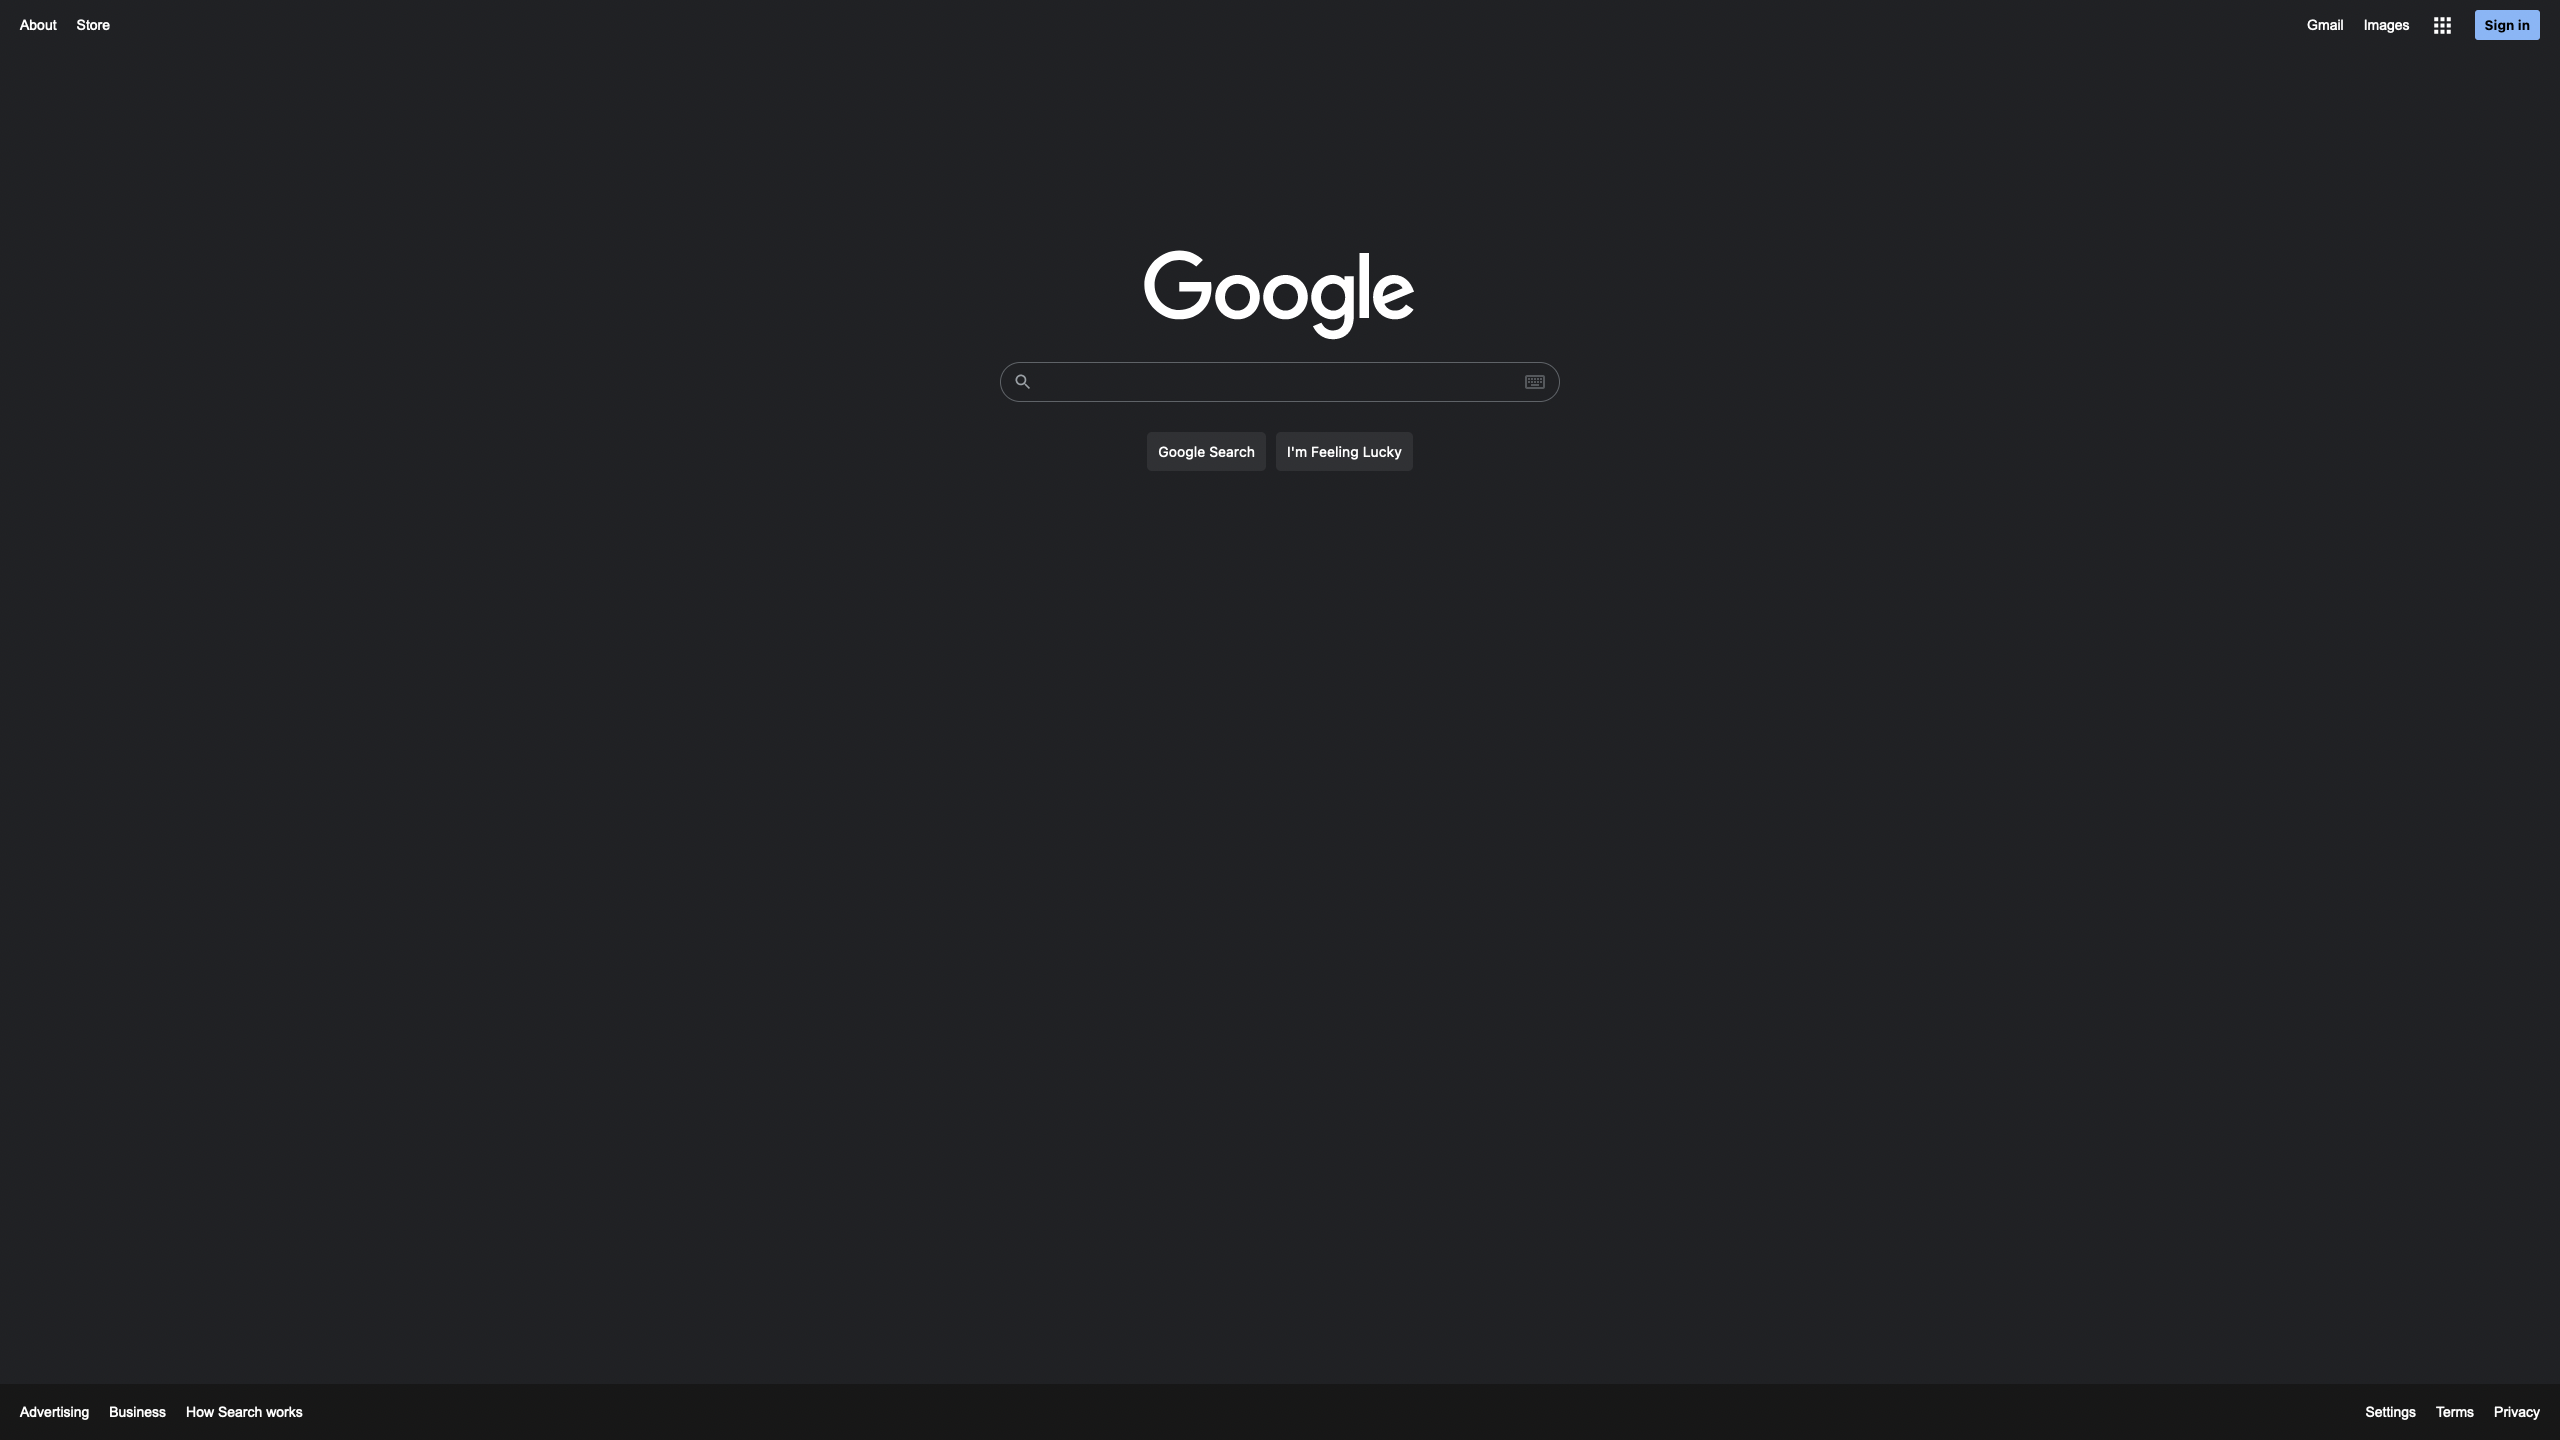 About Store
Gmail Images Sign in
Google
Google Search I'm Feeling Lucky
Advertising Business How Search works
Settings Terms Privacy